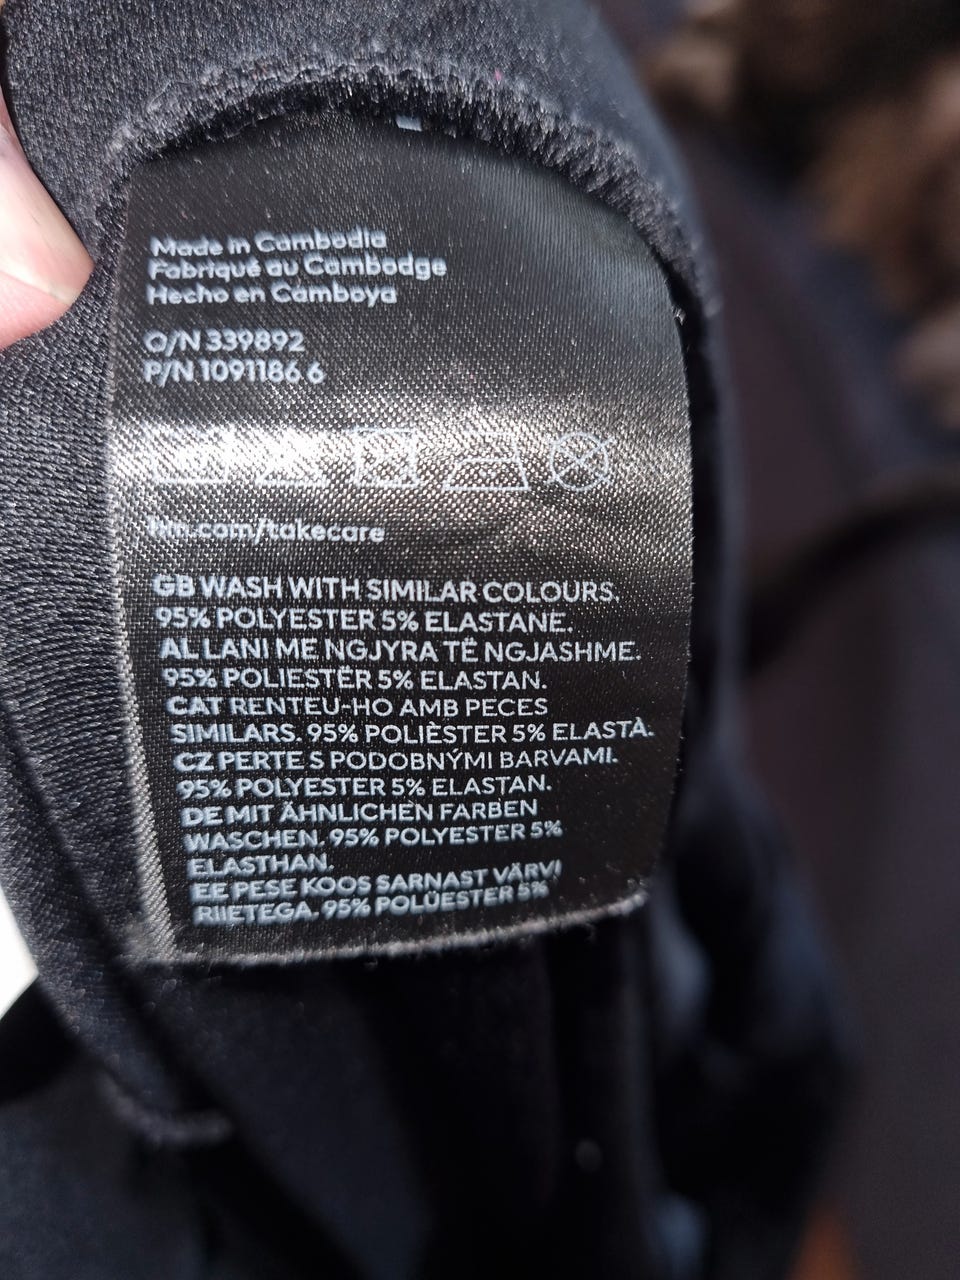 Made in Cambodia
Fabriqué au Cambodge
Hecho en Camboya
O/N 339892
P/N 1091186.6
hm.com/takecare
GB WASH WITH SIMILAR COLOURS.
95% POLYESTER 5% ELASTANE.
AL LANI ME NGJYRA TË NGJASHME.
95% POLIESTËR 5% ELASTAN.
CAT RENTEU-HO AMB PECES
SIMILARS. 95% POLIÈSTER 5% ELASTÀ.
CZ PERTE S PODOBNÝMI BARVAMI.
95% POLYESTER 5% ELASTAN.
DE MIT ÄHNLICHEN FARBEN
WASCHEN. 95% POLYESTER 5%
ELASTHAN.
EE PESE KOOS SARNAST VÄRVI
RIIETEGA. 95% POLÜESTER 5%